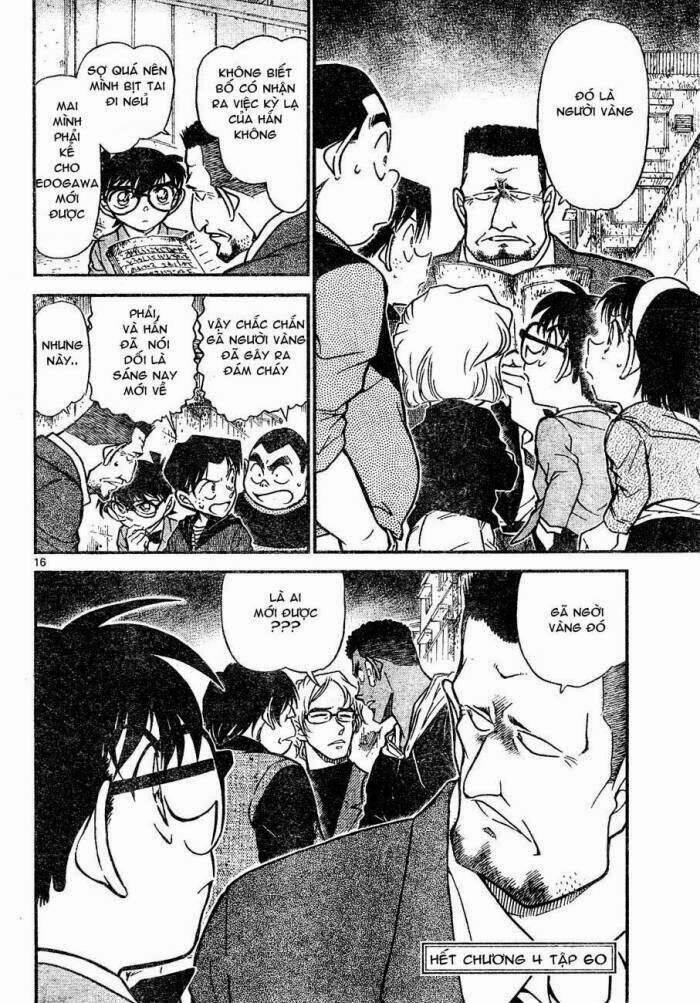 ĐÓ LÀ
NGƯỜI VÀNG
KHÔNG BIẾT
BỐ CÓ NHẬN
RA VIỆC KỲ LẠ
CỦA HẮN
KHÔNG
SỢ QUÁ NÊN
MÌNH BỊT TAI
ĐI NGỦ
MAI
MÌNH
PHẢI
KỂ
CHO
EDOGAWA
MỚI
ĐƯỢC
VẬY CHẮC CHẮN
GÃ NGƯỜI VÀNG
ĐÃ GÂY RA
ĐÁM CHÁY
PHẢI,
VÀ HẮN
ĐÃ, NÓI
DỐI LÀ
SÁNG NAY
MỚI VỀ
NHƯNG
NÀY..
16
GÃ NGỜI
VÀNG ĐÓ
LÀ AI
MỚI ĐƯỢC
???
HẾT CHƯƠNG 4 TẬP 60